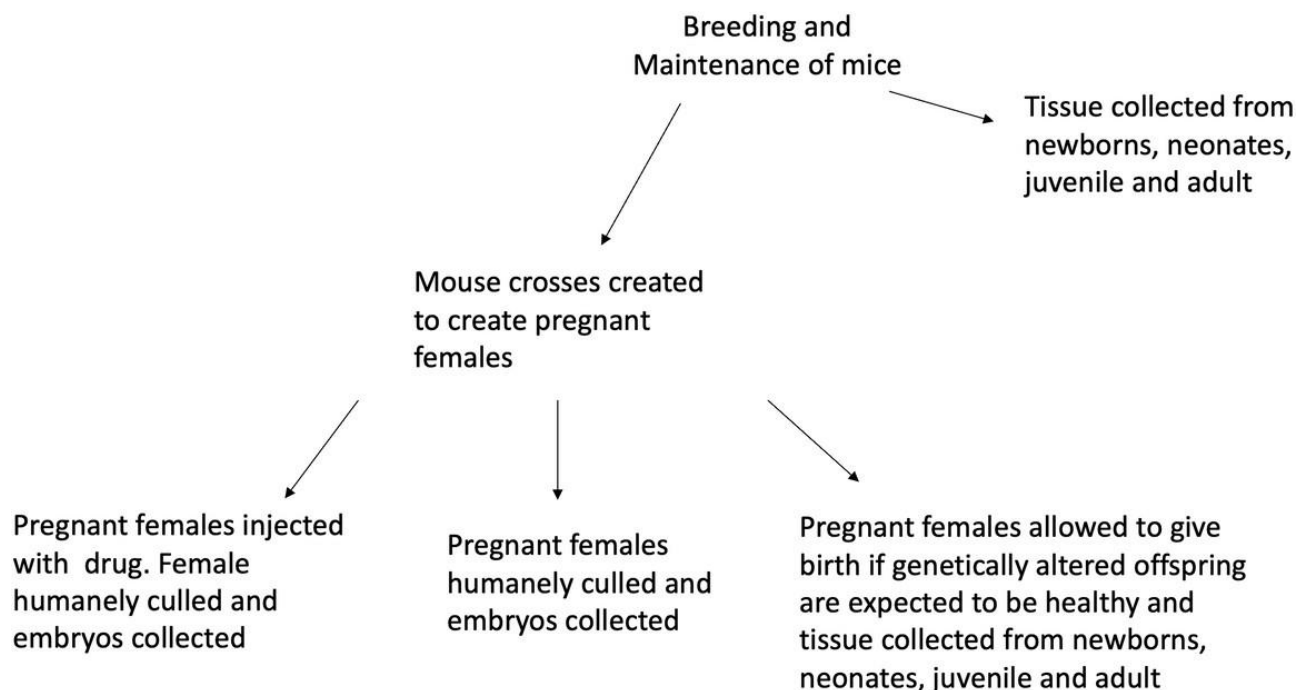 Breeding and
Maintenance of mice
Tissue collected from
newborns, neonates,
juvenile and adult
Mouse crosses created
to create pregnant
females
Pregnant females injected
with  drug. Female
humanely culled and
embryos collected
Pregnant females
humanely culled and
embryos collected
Pregnant females allowed to give
birth if genetically altered offspring
are expected to be healthy and
tissue collected from newborns,
neonates, juvenile and adult